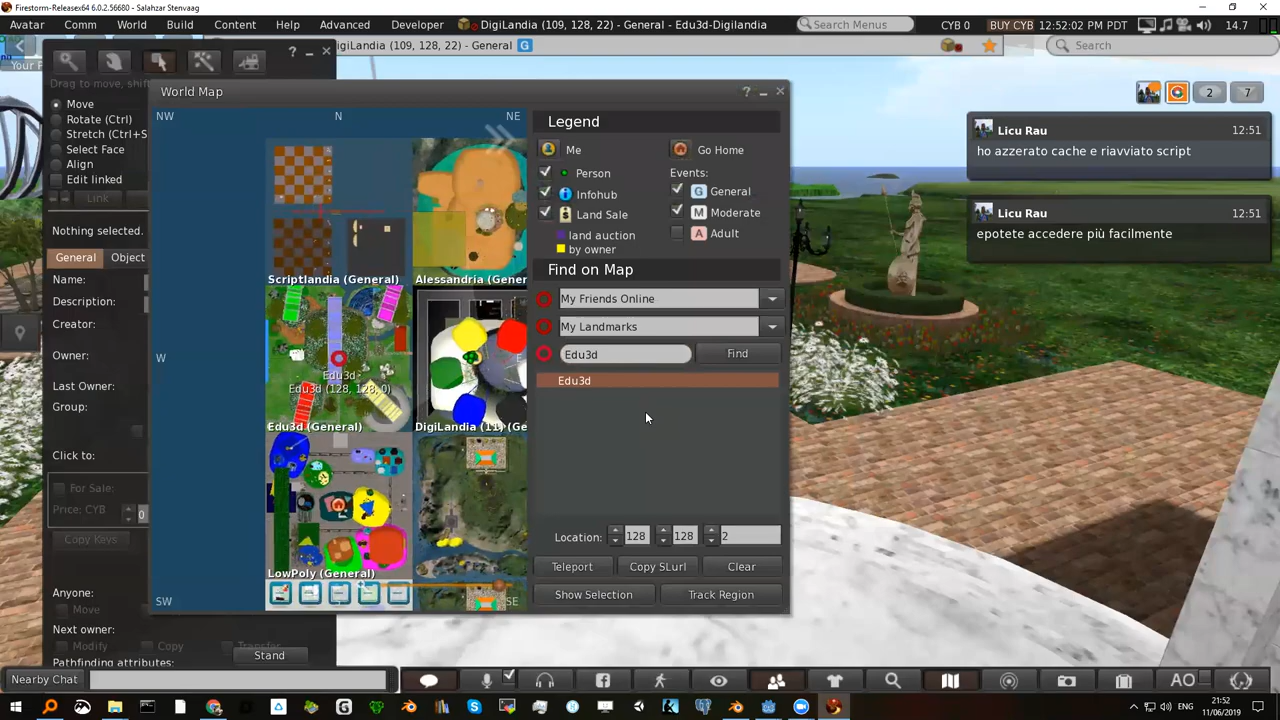 Firestorm-Releasex64 6.0.2.56680 - Salahzar Stenvaag
Avatar Comm World Build Content Help Advanced Developer DigiLandia (109, 128, 22) - General - Edu3d-Digilandia Search Menus CYB 0 BUY CYB 12:52:02 PM PDT 14.7
DigiLandia (109, 128, 22) - General G Search
Your P
Drag to move, shif
Move
Rotate (Ctrl)
Stretch (Ctrl+S
Select Face
Align
Edit linked
Link
Nothing selected.
General Object
Name:
Description:
Creator:
Owner:
Last Owner:
Group:
Click to:
For Sale:
Price: CYB 0
Copy Keys
Anyone:
Move
Next owner:
Modify Copy Transfer
Pathfinding attributes:
Stand
World Map
NW N NE
W E
SW SE
Scriptlandia (General)
Alessandria (Gener
Edu3d
Edu3d (128, 128, 0)
Edu3d (General)
DigiLandia (11) (Ge
LowPoly (General)
Legend
Me Go Home
Person Events:
Infohub G General
Land Sale M Moderate
land auction A Adult
by owner
Find on Map
My Friends Online
My Landmarks
Edu3d Find
Edu3d
Location: 128 128 2
Teleport Copy SLurl Clear
Show Selection Track Region
2 7
Licu Rau 12:51
ho azzerato cache e riavviato script
Licu Rau 12:51
epotete accedere più facilmente
Nearby Chat
AO
ENG
21:52
11/06/2019